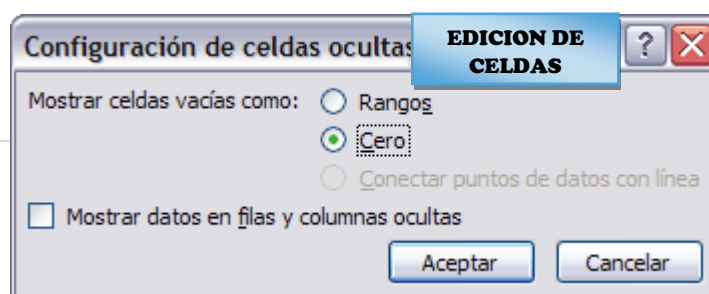 Configuración de celdas ocultas
EDICION DE
CELDAS
?
Mostrar celdas vacías como:
Rangos
Cero
Conectar puntos de datos con línea
Mostrar datos en filas y columnas ocultas
Aceptar
Cancelar